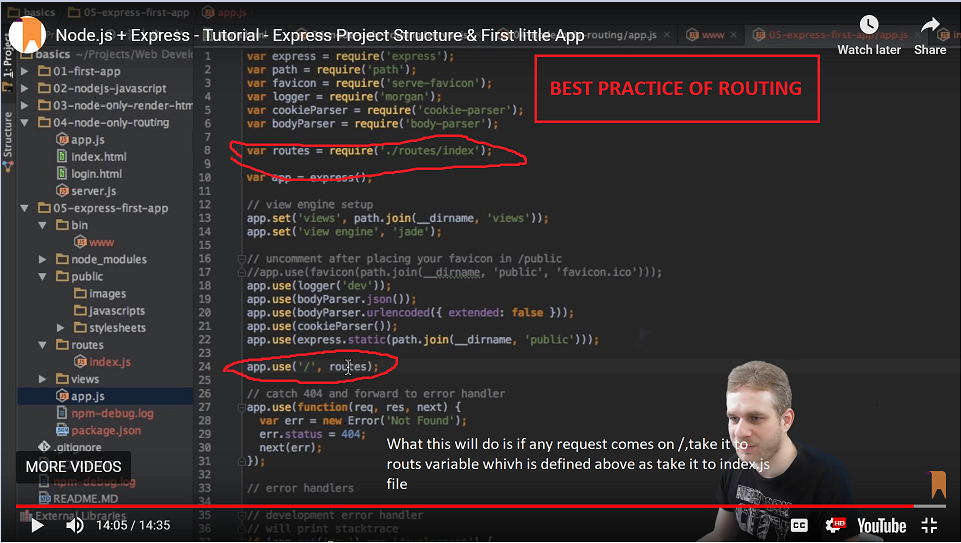 basics
05-express-first-app
app.js
Node.js + Express - Tutorial - Express Project Structure & First little App
-routing/app.js
www
05-express-first-app/app.js
Watch later
Share
1: Project
Structure
basics ~/Projects/Web Devel
01-first-app
02-nodejs-javascript
03-node-only-render-htm
04-node-only-routing
app.js
index.html
login.html
server.js
05-express-first-app
bin
www
node_modules
public
images
javascripts
stylesheets
routes
index.js
views
app.js
npm-debug.log
package.json
.gitignore
MORE VIDEOS
npm-debug.log
README.MD
External Libraries
BEST PRACTICE OF ROUTING
1 var express = require('express');
2 var path = require('path');
3 var favicon = require('serve-favicon');
4 var logger = require('morgan');
5 var cookieParser = require('cookie-parser');
6 var bodyParser = require('body-parser');
7
8 var routes = require('./routes/index');
9
10 var app = express();
11
12 // view engine setup
13 app.set('views', path.join(__dirname, 'views'));
14 app.set('view engine', 'jade');
15
16 // uncomment after placing your favicon in /public
17 //app.use(favicon(path.join(__dirname, 'public', 'favicon.ico')));
18 app.use(logger('dev'));
19 app.use(bodyParser.json());
20 app.use(bodyParser.urlencoded({ extended: false }));
21 app.use(cookieParser());
22 app.use(express.static(path.join(__dirname, 'public')));
23
24 app.use('/', routes);
25
26 // catch 404 and forward to error handler
27 app.use(function(req, res, next) {
28 var err = new Error('Not Found');
29 err.status = 404;
30 next(err);
31 });
32
33 // error handlers
34
35 // development error handler
36 // will print stacktrace
What this will do is if any request comes on /,take it to
routs variable whivh is defined above as take it to index.js
file
14:05 / 14:35
CC
HD
YouTube